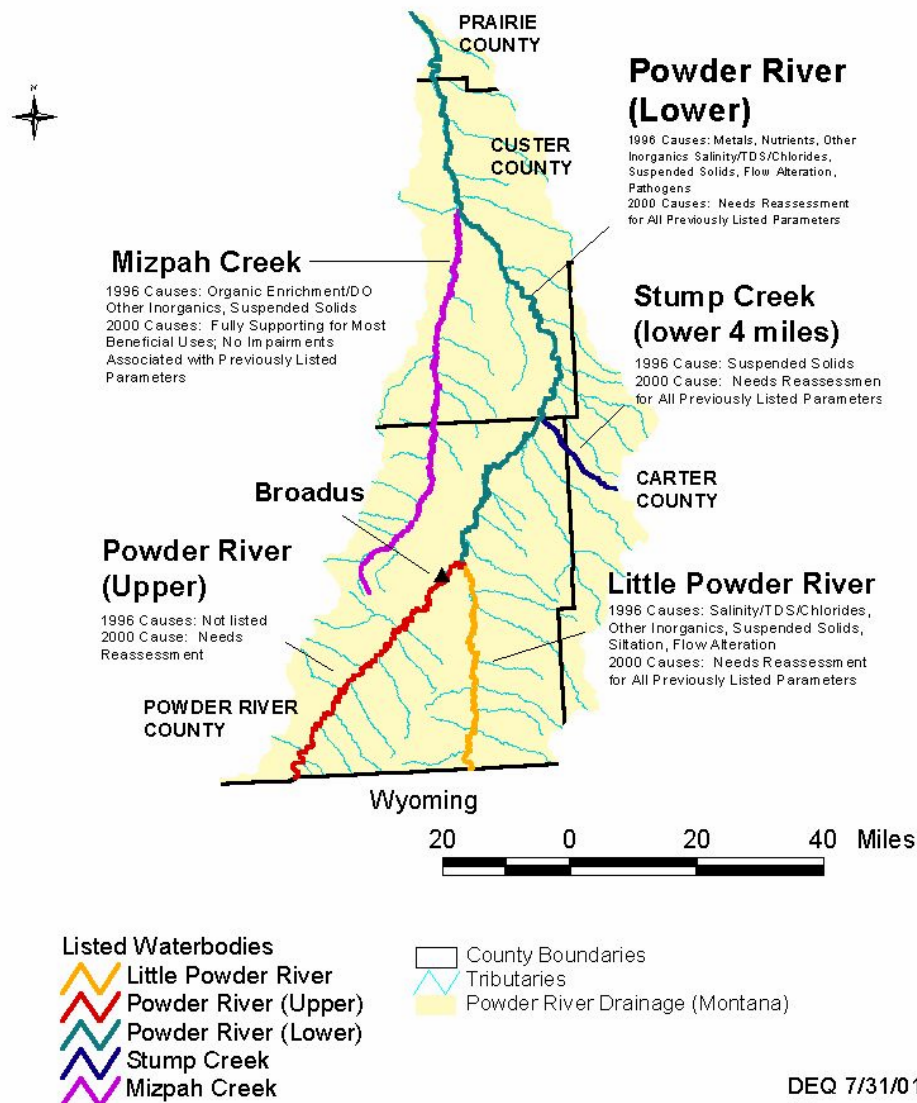 N
PRAIRIE
COUNTY
Powder River
(Lower)
1996 Causes: Metals, Nutrients, Other
Inorganics Salinity/TDS/Chlorides,
Suspended Solids, Flow Alteration,
Pathogens
2000 Causes: Needs Reassessment
for All Previously Listed Parameters
CUSTER
COUNTY
Mizpah Creek
1996 Causes: Organic Enrichment/DO
Other Inorganics, Suspended Solids
2000 Causes: Fully Supporting for Most
Beneficial Uses; No Impairments
Associated with Previously Listed
Parameters
Stump Creek
(lower 4 miles)
1996 Cause: Suspended Solids
2000 Cause: Needs Reassessmen
for All Previously Listed Parameters
CARTER
COUNTY
Broadus
Powder River
(Upper)
1996 Causes: Not listed
2000 Cause: Needs
Reassessment
Little Powder River
1996 Causes: Salinity/TDS/Chlorides,
Other Inorganics, Suspended Solids,
Siltation, Flow Alteration
2000 Causes: Needs Reassessment
for All Previously Listed Parameters
POWDER RIVER
COUNTY
Wyoming
20 0 20 40 Miles
Listed Waterbodies
Little Powder River
Powder River (Upper)
Powder River (Lower)
Stump Creek
Mizpah Creek
County Boundaries
Tributaries
Powder River Drainage (Montana)
DEQ 7/31/01